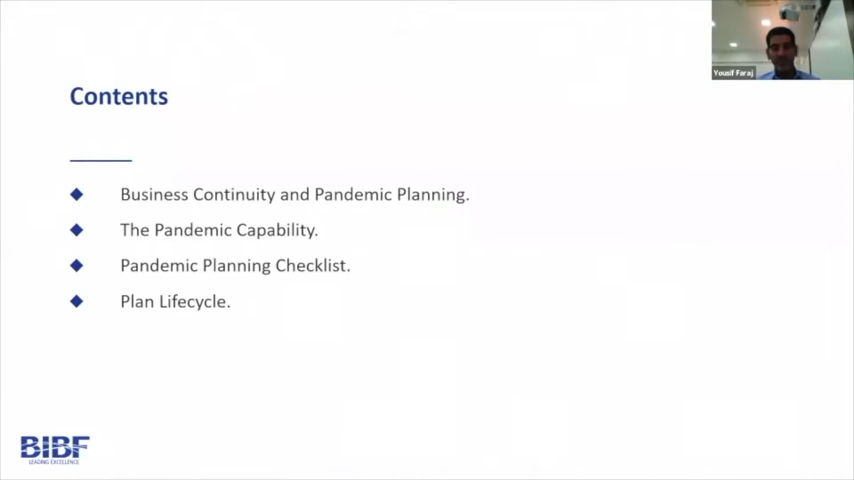 Yousif Faraj
Contents
Business Continuity and Pandemic Planning.
The Pandemic Capability.
Pandemic Planning Checklist.
Plan Lifecycle.
BIBF
LEADING EXCELLENCE